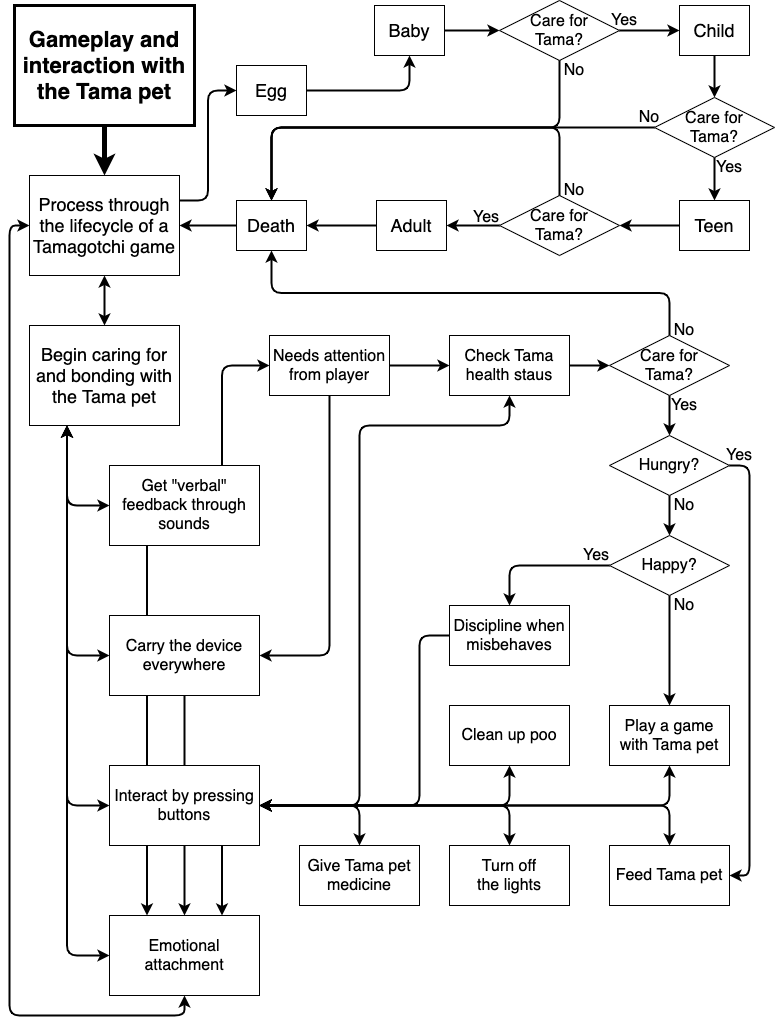 Gameplay and
interaction with
the Tama pet
Baby
Care for
Tama?
Yes
Child
No
Egg
No
Care for
Tama?
Yes
Process through
the lifecycle of a
Tamagotchi game
Death
Adult
Yes
No
Care for
Tama?
Teen
Begin caring for
and bonding with
the Tama pet
Needs attention
from player
Check Tama
health staus
No
Care for
Tama?
Yes
Hungry?
Yes
No
Get "verbal"
feedback through
sounds
Yes
Happy?
No
Carry the device
everywhere
Discipline when
misbehaves
Clean up poo
Play a game
with Tama pet
Interact by pressing
buttons
Give Tama pet
medicine
Turn off
the lights
Feed Tama pet
Emotional
attachment